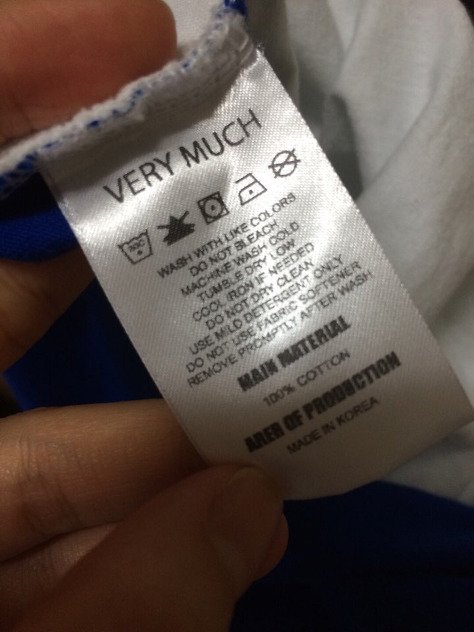 VERY MUCH
WASH WITH LIKE COLORS
DO NOT BLEACH
MACHINE WASH COLD
TUMBLE DRY LOW
COOL IRON IF NEEDED
DO NOT DRY CLEAN
USE MILD DETERGENT ONLY
DO NOT USE FABRIC SOFTENER
REMOVE PROMPTLY AFTER WASH
MAIN MATERIAL
100% COTTON
ARER OF PRODUCTION
MADE IN KOREA